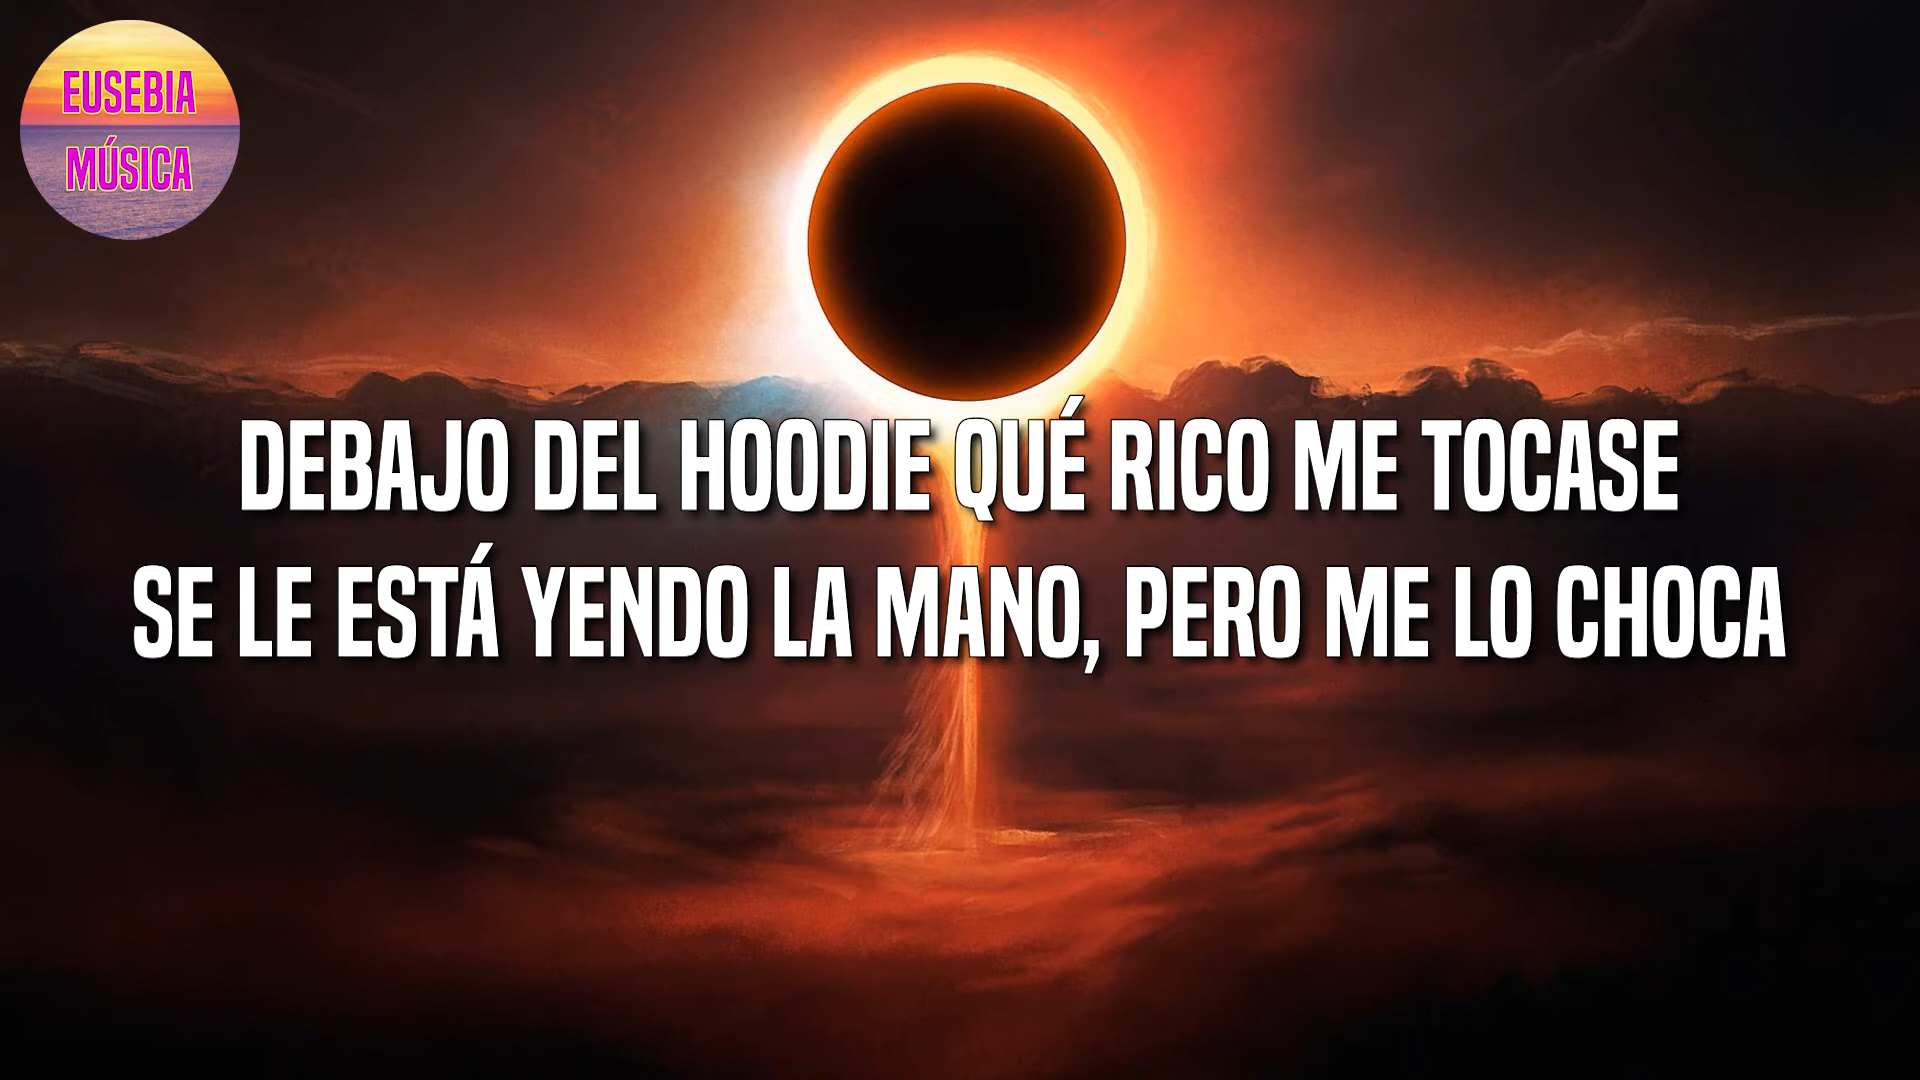 EUSEBIA
MÚSICA
DEBAJO DEL HOODIE QUÉ RICO ME TOCASE
SE LE ESTÁ YENDO LA MANO, PERO ME LO CHOCA